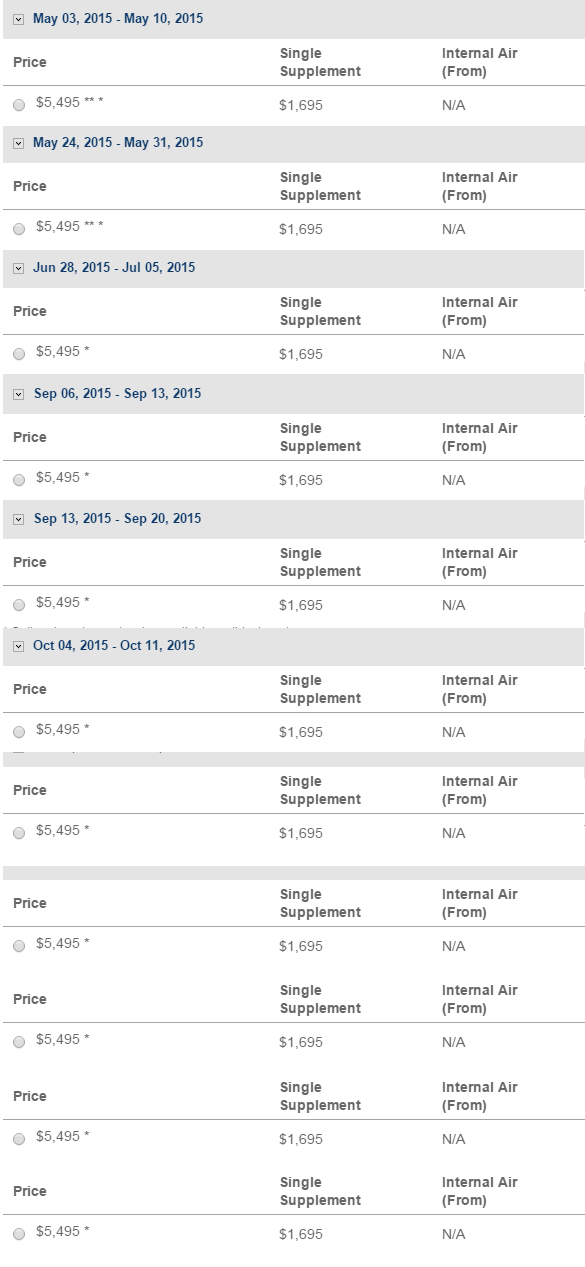 May 03, 2015 - May 10, 2015
Price Single Supplement Internal Air (From)
$5,495 ** * $1,695 N/A
May 24, 2015 - May 31, 2015
Price Single Supplement Internal Air (From)
$5,495 ** * $1,695 N/A
Jun 28, 2015 - Jul 05, 2015
Price Single Supplement Internal Air (From)
$5,495 * $1,695 N/A
Sep 06, 2015 - Sep 13, 2015
Price Single Supplement Internal Air (From)
$5,495 * $1,695 N/A
Sep 13, 2015 - Sep 20, 2015
Price Single Supplement Internal Air (From)
$5,495 * $1,695 N/A
Oct 04, 2015 - Oct 11, 2015
Price Single Supplement Internal Air (From)
$5,495 * $1,695 N/A
Price Single Supplement Internal Air (From)
$5,495 * $1,695 N/A
Price Single Supplement Internal Air (From)
$5,495 * $1,695 N/A
Price Single Supplement Internal Air (From)
$5,495 * $1,695 N/A
Price Single Supplement Internal Air (From)
$5,495 * $1,695 N/A
Price Single Supplement Internal Air (From)
$5,495 * $1,695 N/A